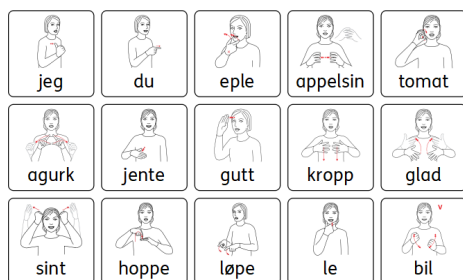 jeg du eple appelsin tomat
agurk jente gutt kropp glad
V
sint hoppe løpe le bil